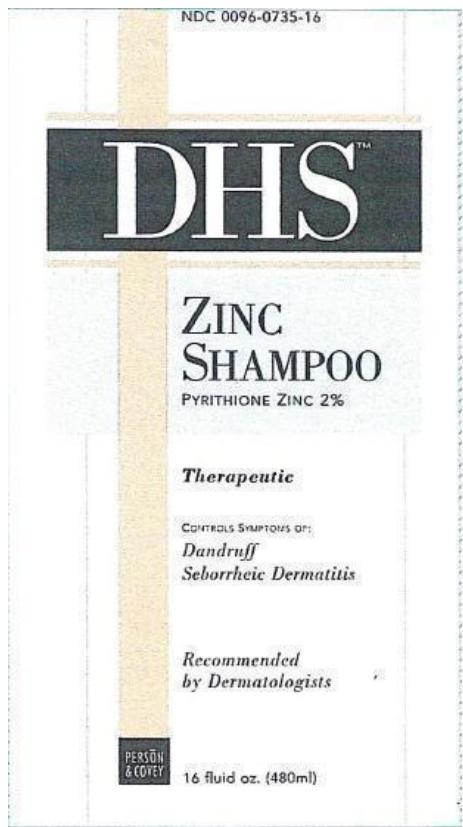 NDC 0096-0735-16
DHS™
ZINC
SHAMPOO
PYRITHIONE ZINC 2%
Therapeutic
CONTROLS SYMPTOMS OF:
Dandruff
Seborrheic Dermatitis
Recommended
by Dermatologists
PERSŌN
& COVEY
16 fluid oz. (480ml)